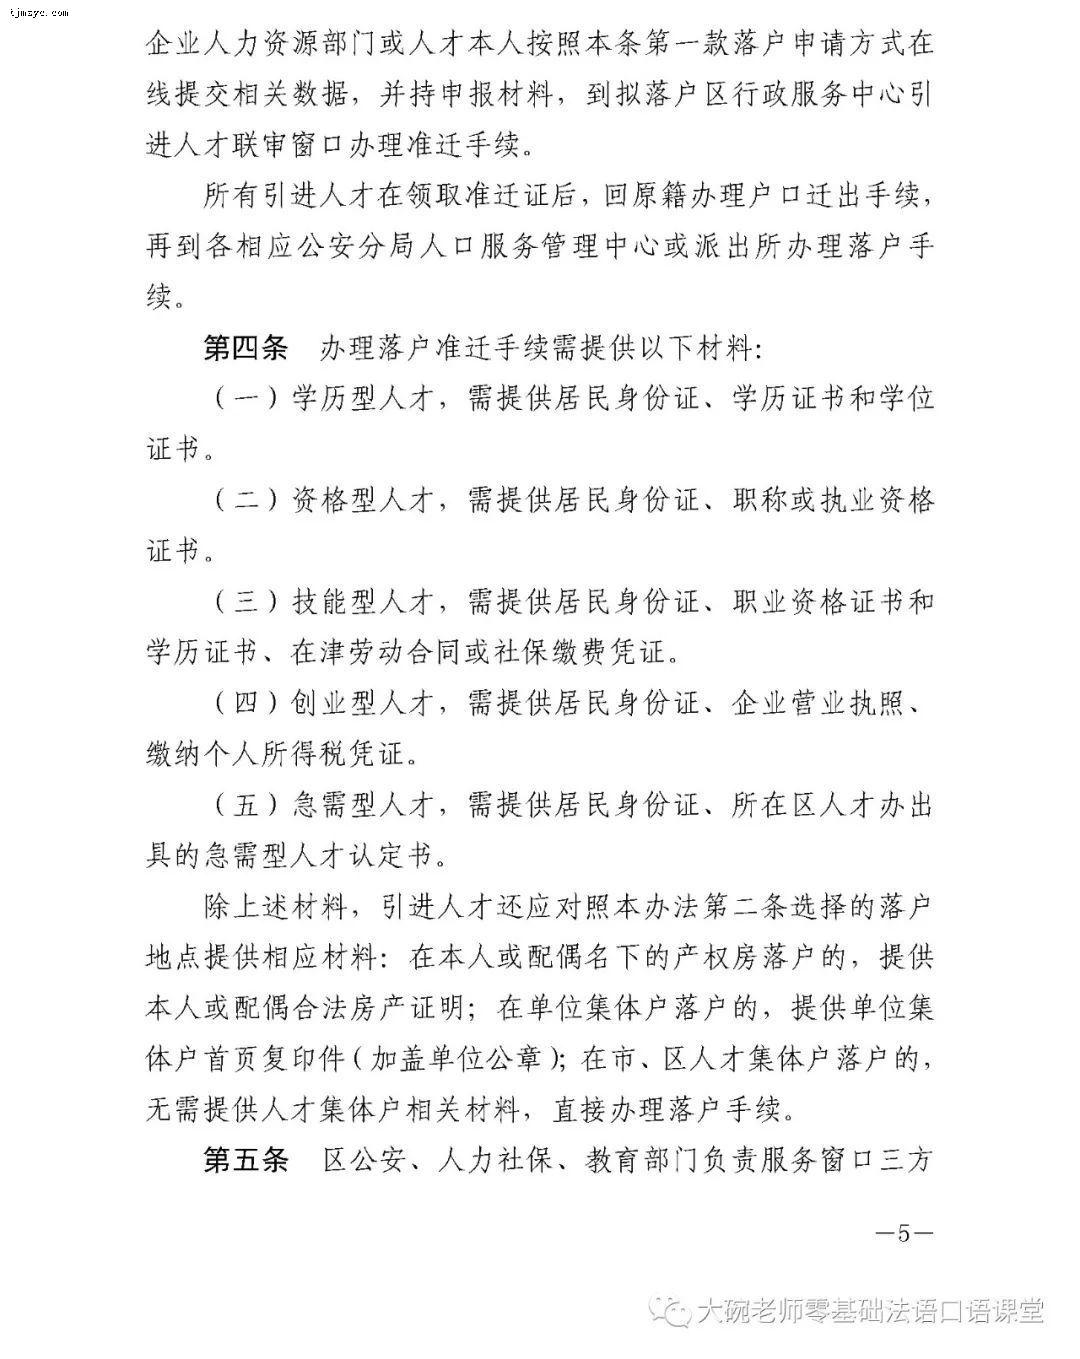 tjmsyc.com
企业人力资源部门或人才本人按照本条第一款落户申请方式在
线提交相关数据，并持申报材料，到拟落户区行政服务中心引
进人才联审窗口办理准迁手续。
所有引进人才在领取准迁证后，回原籍办理户口迁出手续，
再到各相应公安分局人口服务管理中心或派出所办理落户手
续。
第四条 办理落户准迁手续需提供以下材料：
（一）学历型人才，需提供居民身份证、学历证书和学位
证书。
（二）资格型人才，需提供居民身份证、职称或执业资格
证书。
（三）技能型人才，需提供居民身份证、职业资格证书和
学历证书、在津劳动合同或社保缴费凭证。
（四）创业型人才，需提供居民身份证、企业营业执照、
缴纳个人所得税凭证。
（五）急需型人才，需提供居民身份证、所在区人才办出
具的急需型人才认定书。
除上述材料，引进人才还应对照本办法第二条选择的落户
地点提供相应材料：在本人或配偶名下的产权房落户的，提供
本人或配偶合法房产证明；在单位集体户落户的，提供单位集
体户首页复印件（加盖单位公章）；在市、区人才集体户落户的，
无需提供人才集体户相关材料，直接办理落户手续。
第五条 区公安、人力社保、教育部门负责服务窗口三方
—5—
大碗老师零基础法语口语课堂